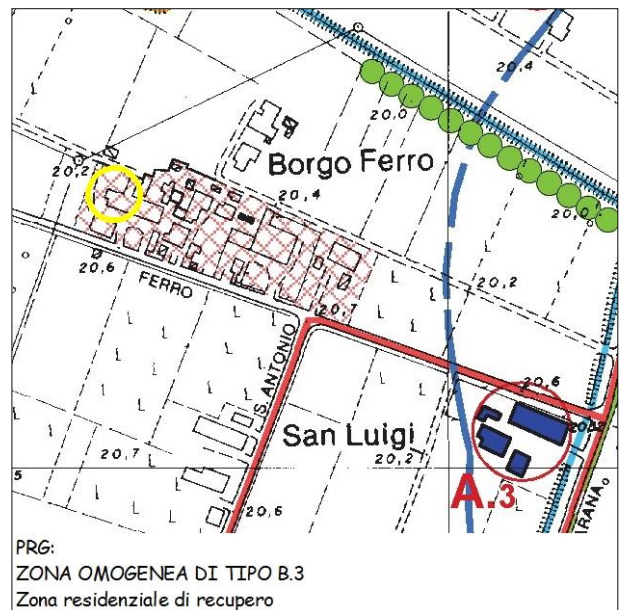 20,4
20,0
Borgo Ferro
20,2
20,4
20,0
20,6
FERRO
20,7
20,2
S. ANTONIO
20,6
San Luigi
20,7
20,2
A.3
5
20,6
PRG:
ZONA OMOGENEA DI TIPO B.3
Zona residenziale di recupero